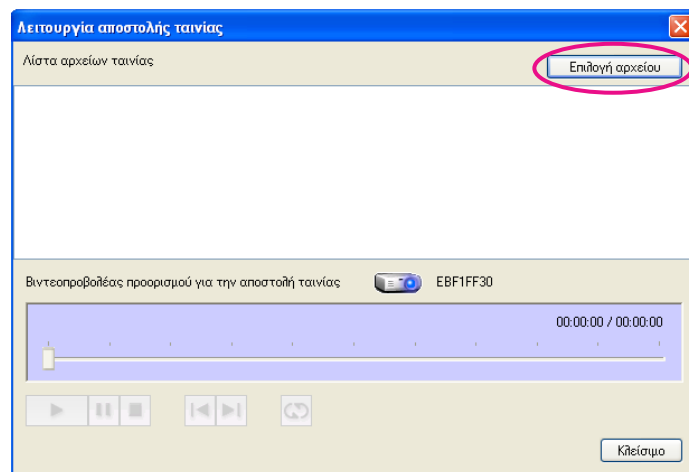 Λειτουργία αποστολής ταινίας
Λίστα αρχείων ταινίας
Επιλογή αρχείου
Βιντεοπροβολέας προορισμού για την αποστολή ταινίας EBF1FF30
00:00:00 / 00:00:00
Κλείσιμο